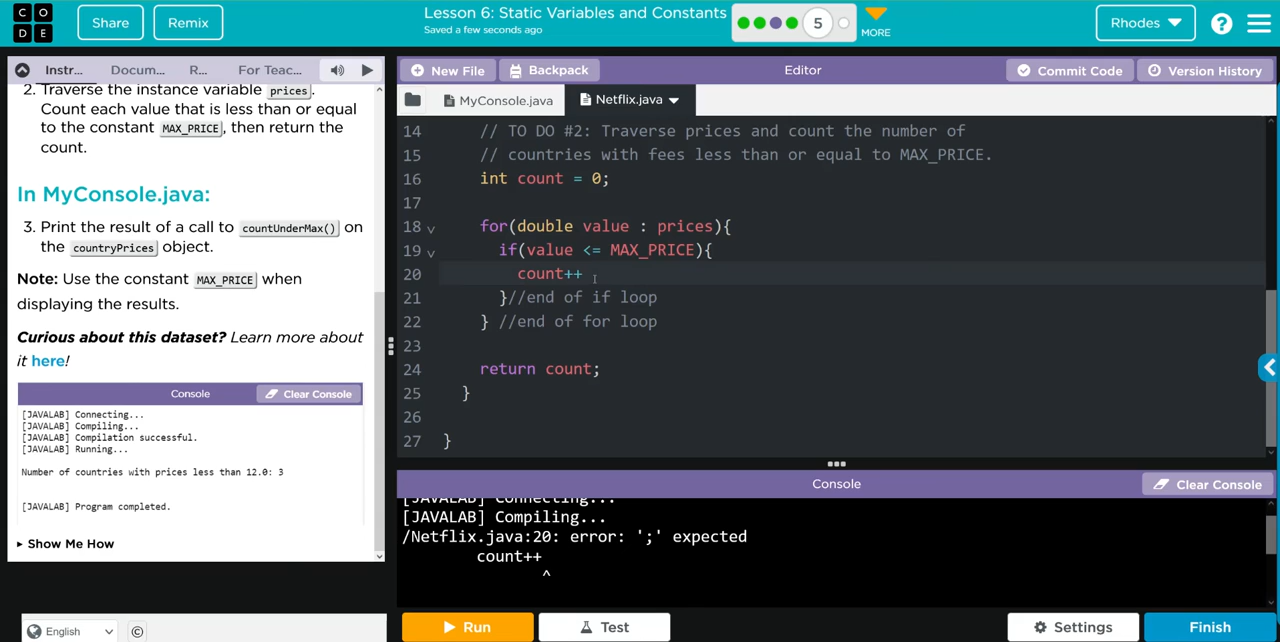 CODE
Share
Remix
Lesson 6: Static Variables and Constants
Saved a few seconds ago
5
MORE
Rhodes
?
Instr...
Docum...
R...
For Teac...
New File
Backpack
Editor
Commit Code
Version History
MyConsole.java
Netflix.java
2. Traverse the instance variable prices.
Count each value that is less than or equal
to the constant MAX_PRICE, then return the
count.
In MyConsole.java:
3. Print the result of a call to countUnderMax() on
the countryPrices object.
Note: Use the constant MAX_PRICE when
displaying the results.
Curious about this dataset? Learn more about
it here!
Console
Clear Console
[JAVALAB] Connecting...
[JAVALAB] Compiling...
[JAVALAB] Compilation successful.
[JAVALAB] Running...
Number of countries with prices less than 12.0: 3
[JAVALAB] Program completed.
Show Me How
14 // TO DO #2: Traverse prices and count the number of
15 // countries with fees less than or equal to MAX_PRICE.
16 int count = 0;
17
18 for(double value : prices){
19 if(value <= MAX_PRICE){
20 count++
21 }//end of if loop
22 } //end of for loop
23
24 return count;
25 }
26
27 }
Console
Clear Console
[JAVALAB] Connecting...
[JAVALAB] Compiling...
/Netflix.java:20: error: ';' expected
count++
^
English
©
Run
Test
Settings
Finish